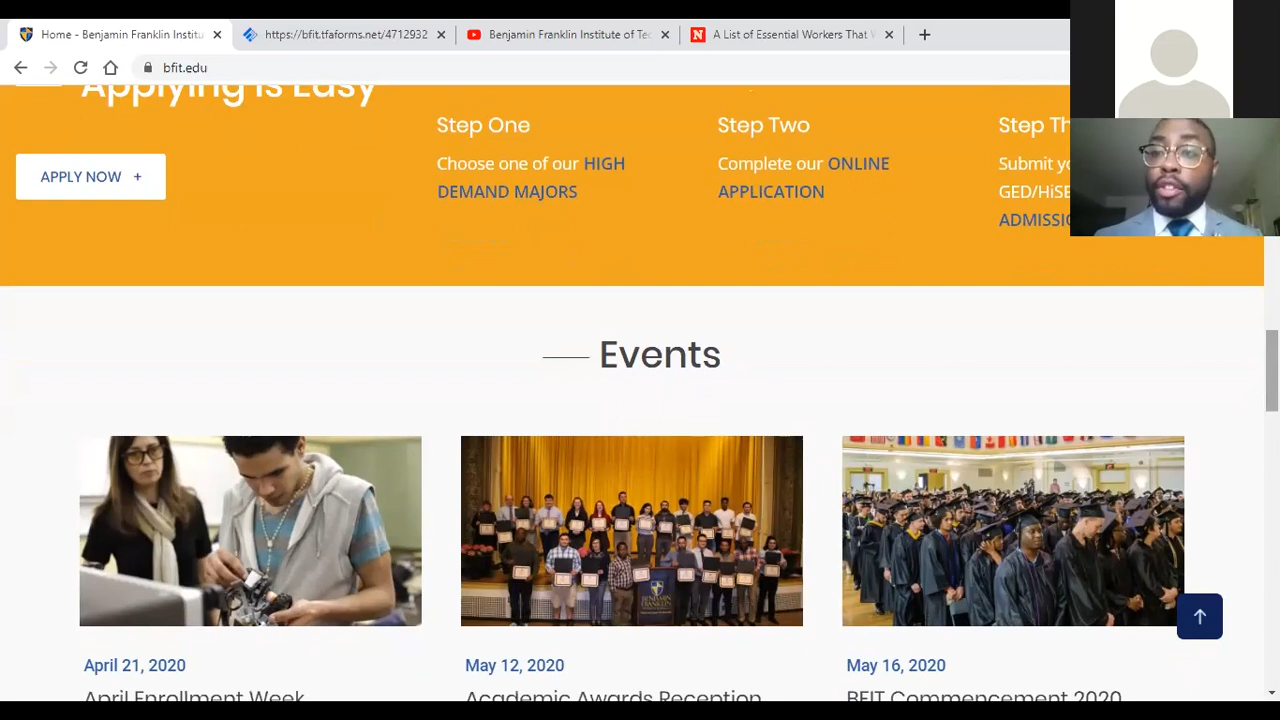 Home - Benjamin Franklin Institu
https://bfit.tfaforms.net/4712932
Benjamin Franklin Institute of Tec
A List of Essential Workers That W
bfit.edu
Applying Is Easy
APPLY NOW +
Step One
Choose one of our HIGH
DEMAND MAJORS
Step Two
Complete our ONLINE
APPLICATION
Step Th
Submit yo
GED/HiSE
ADMISSIO
Events
BENJAMIN
FRANKLIN
April 21, 2020
April Enrollment Week
May 12, 2020
Academic Awards Reception
May 16, 2020
BFIT Commencement 2020